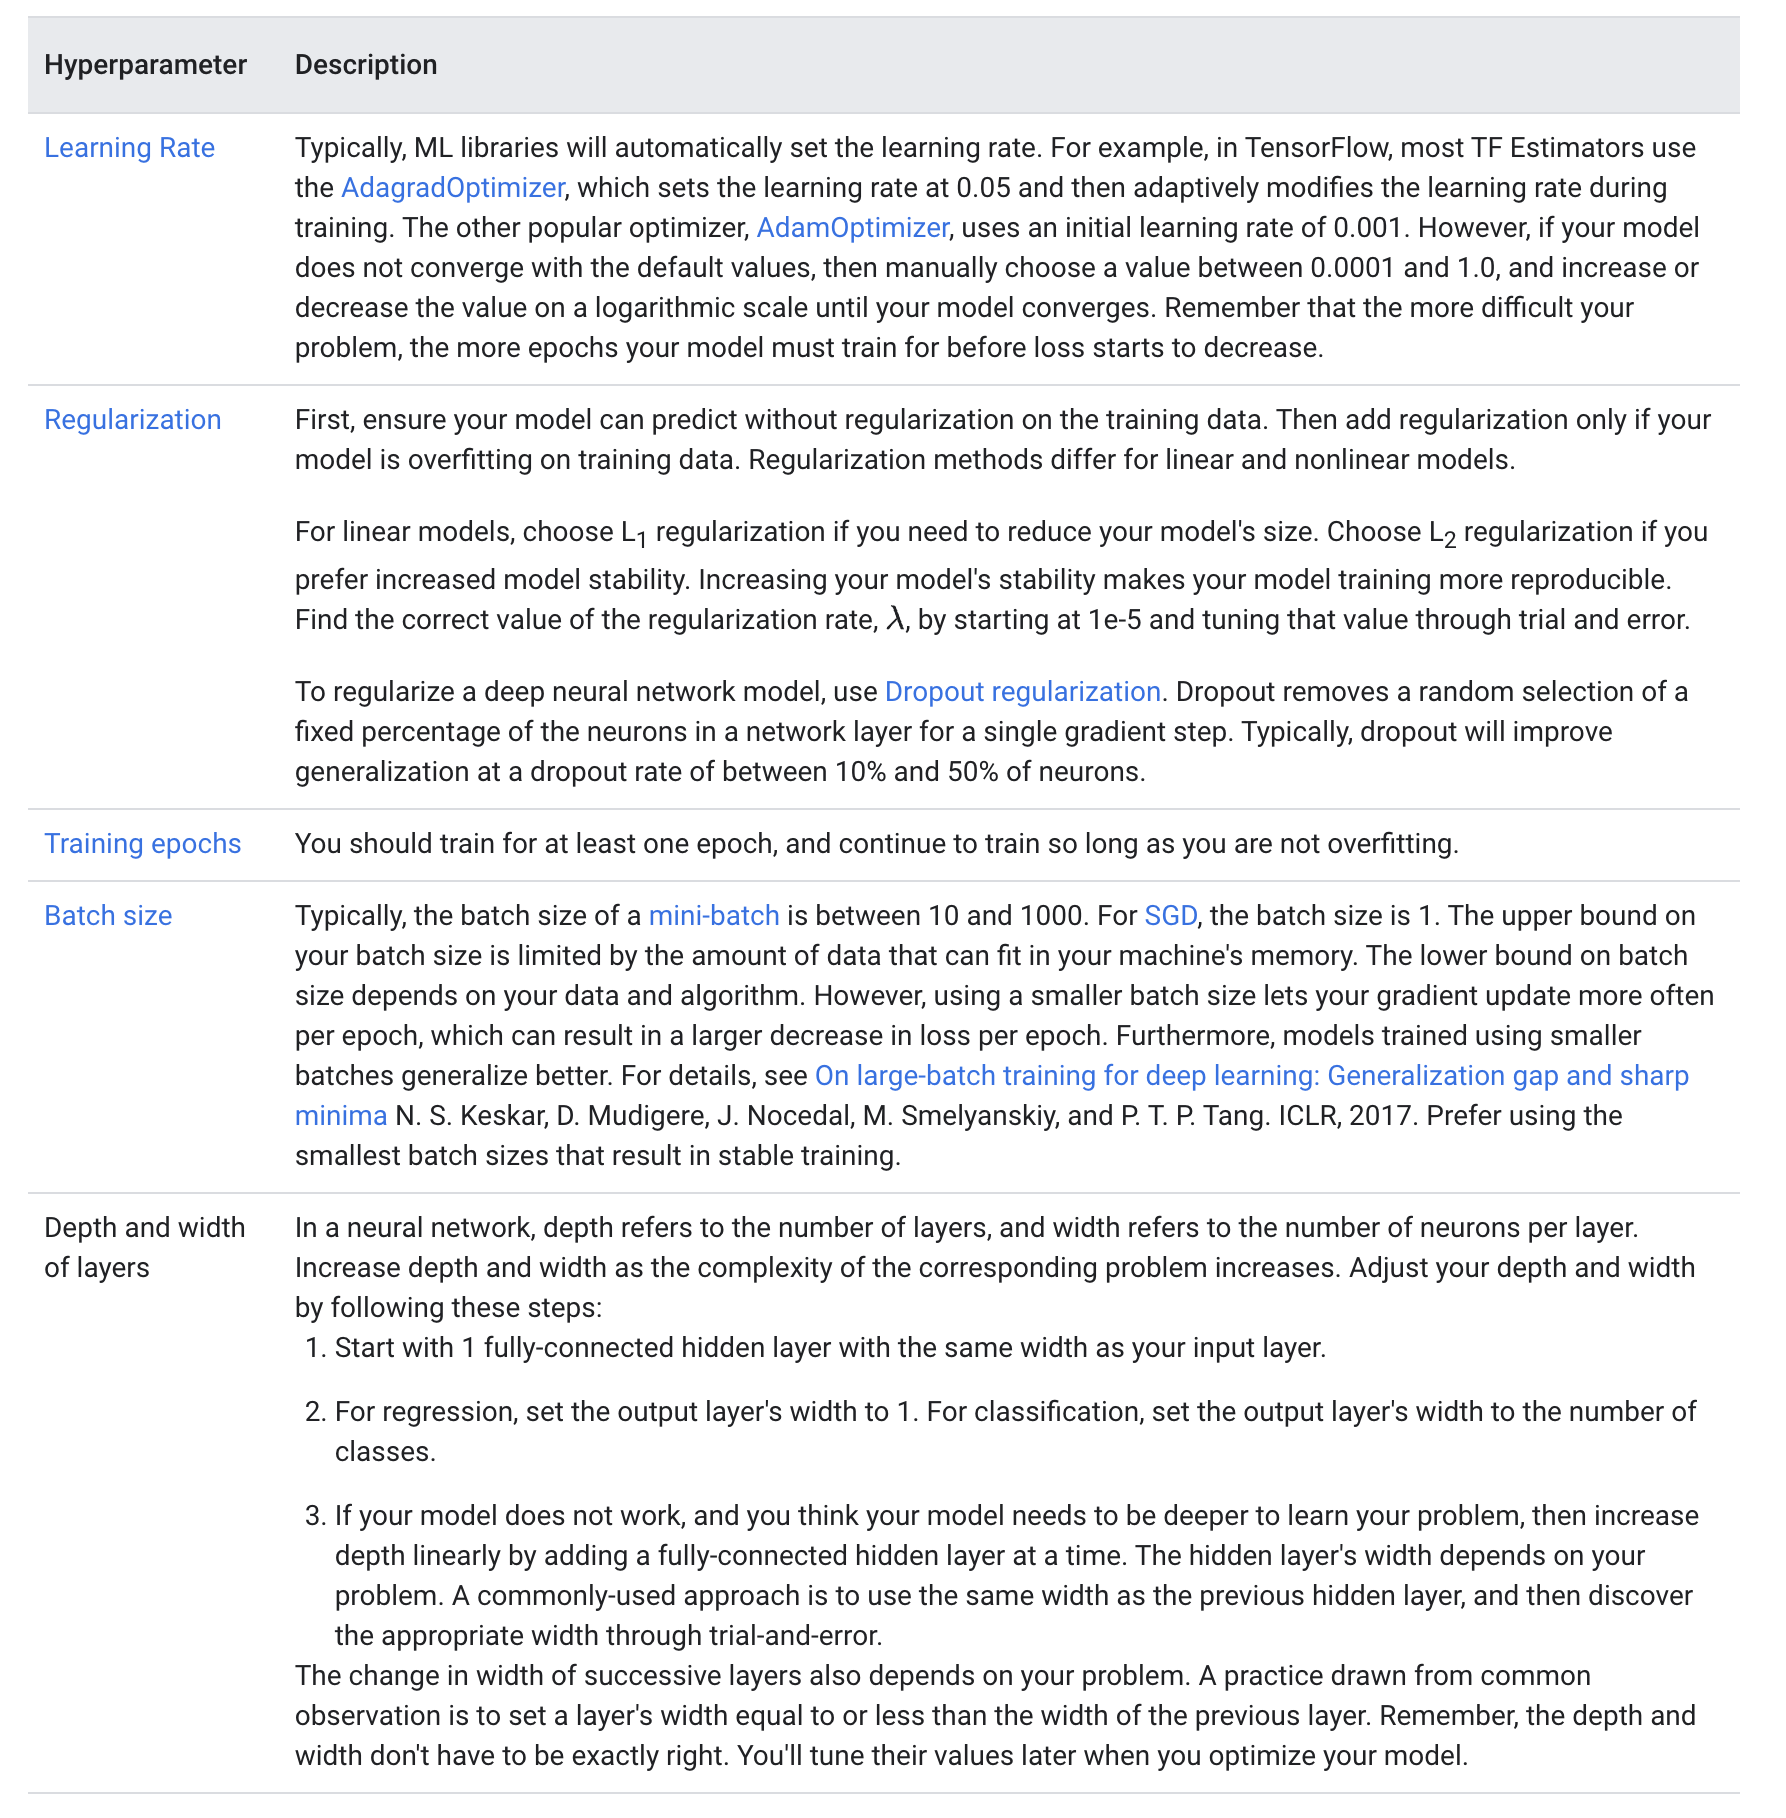 Hyperparameter Description
Learning Rate Typically, ML libraries will automatically set the learning rate. For example, in TensorFlow, most TF Estimators use
the AdagradOptimizer, which sets the learning rate at 0.05 and then adaptively modifies the learning rate during
training. The other popular optimizer, AdamOptimizer, uses an initial learning rate of 0.001. However, if your model
does not converge with the default values, then manually choose a value between 0.0001 and 1.0, and increase or
decrease the value on a logarithmic scale until your model converges. Remember that the more difficult your
problem, the more epochs your model must train for before loss starts to decrease.
Regularization First, ensure your model can predict without regularization on the training data. Then add regularization only if your
model is overfitting on training data. Regularization methods differ for linear and nonlinear models.
For linear models, choose L₁ regularization if you need to reduce your model's size. Choose L₂ regularization if you
prefer increased model stability. Increasing your model's stability makes your model training more reproducible.
Find the correct value of the regularization rate, λ, by starting at 1e-5 and tuning that value through trial and error.
To regularize a deep neural network model, use Dropout regularization. Dropout removes a random selection of a
fixed percentage of the neurons in a network layer for a single gradient step. Typically, dropout will improve
generalization at a dropout rate of between 10% and 50% of neurons.
Training epochs You should train for at least one epoch, and continue to train so long as you are not overfitting.
Batch size Typically, the batch size of a mini-batch is between 10 and 1000. For SGD, the batch size is 1. The upper bound on
your batch size is limited by the amount of data that can fit in your machine's memory. The lower bound on batch
size depends on your data and algorithm. However, using a smaller batch size lets your gradient update more often
per epoch, which can result in a larger decrease in loss per epoch. Furthermore, models trained using smaller
batches generalize better. For details, see On large-batch training for deep learning: Generalization gap and sharp
minima N. S. Keskar, D. Mudigere, J. Nocedal, M. Smelyanskiy, and P. T. P. Tang. ICLR, 2017. Prefer using the
smallest batch sizes that result in stable training.
Depth and width In a neural network, depth refers to the number of layers, and width refers to the number of neurons per layer.
of layers Increase depth and width as the complexity of the corresponding problem increases. Adjust your depth and width
by following these steps:
1. Start with 1 fully-connected hidden layer with the same width as your input layer.
2. For regression, set the output layer's width to 1. For classification, set the output layer's width to the number of
classes.
3. If your model does not work, and you think your model needs to be deeper to learn your problem, then increase
depth linearly by adding a fully-connected hidden layer at a time. The hidden layer's width depends on your
problem. A commonly-used approach is to use the same width as the previous hidden layer, and then discover
the appropriate width through trial-and-error.
The change in width of successive layers also depends on your problem. A practice drawn from common
observation is to set a layer's width equal to or less than the width of the previous layer. Remember, the depth and
width don't have to be exactly right. You'll tune their values later when you optimize your model.